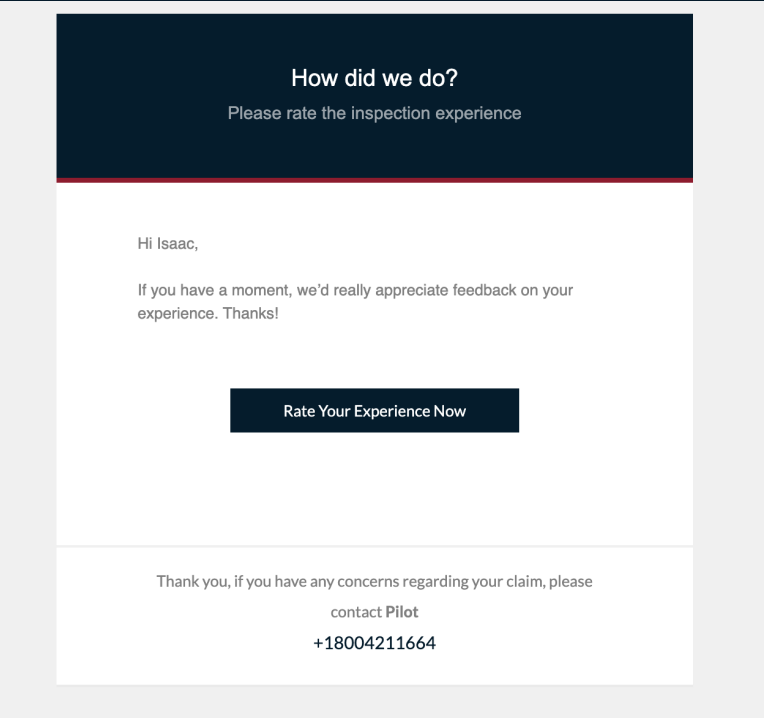 How did we do?
Please rate the inspection experience
Hi Isaac,
If you have a moment, we’d really appreciate feedback on your
experience. Thanks!
Rate Your Experience Now
Thank you, if you have any concerns regarding your claim, please
contact Pilot
+18004211664